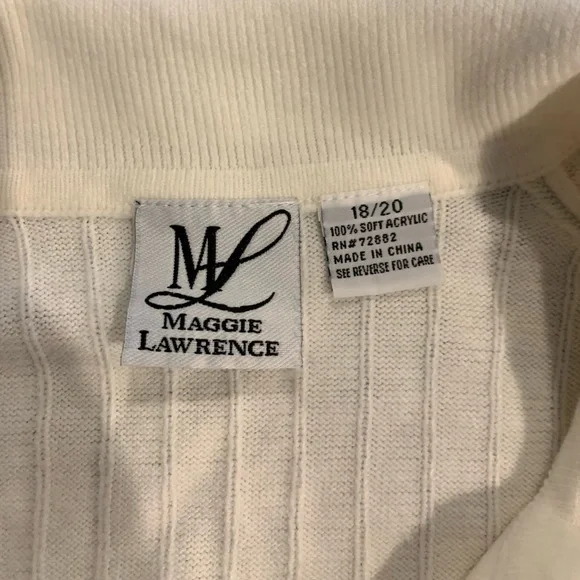 ML
MAGGIE
LAWRENCE
18/20
100% SOFT ACRYLIC
RN#72882
MADE IN CHINA
SEE REVERSE FOR CARE